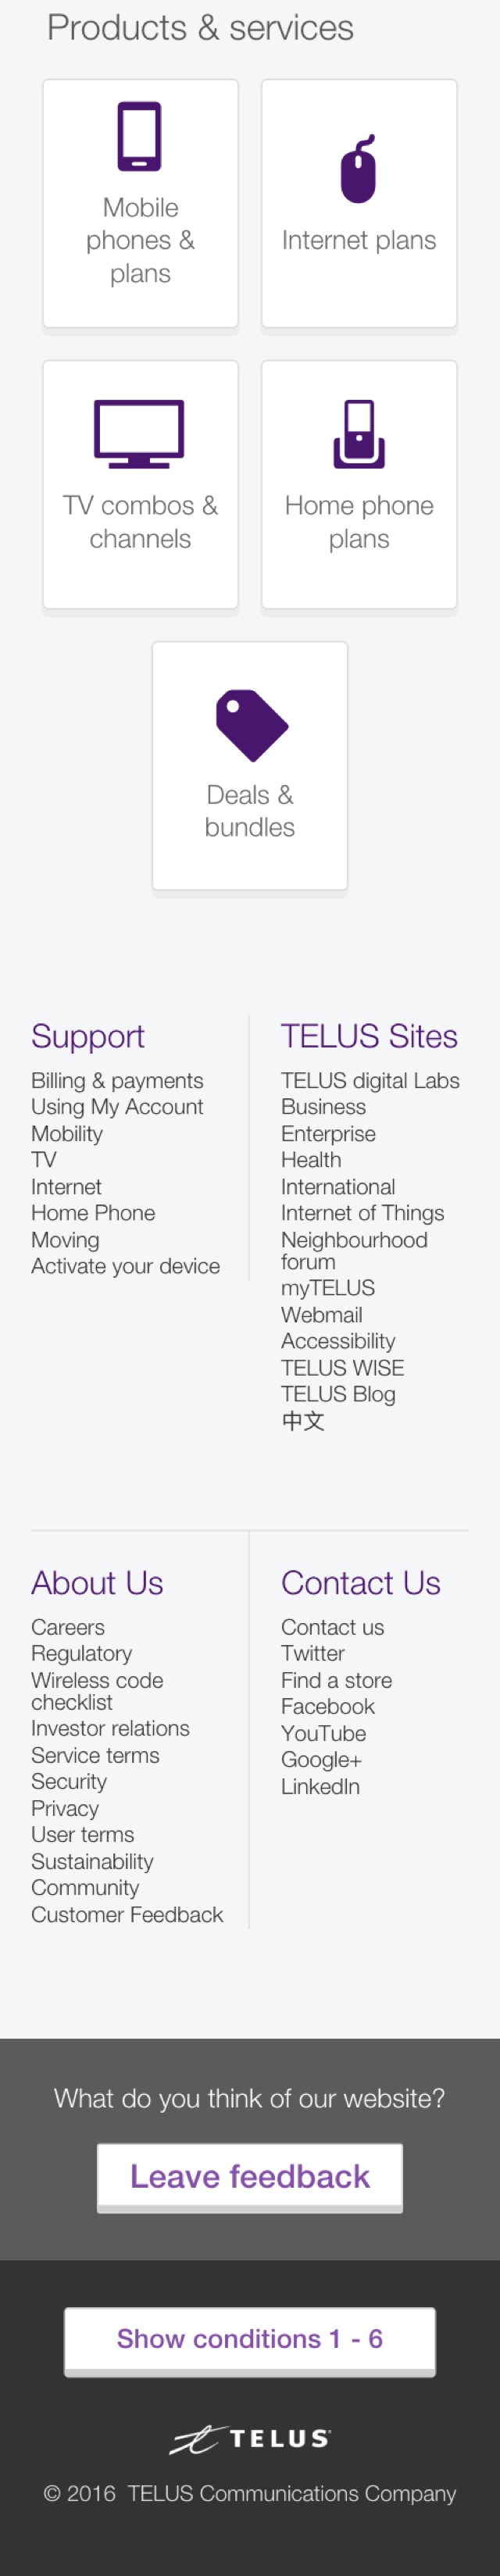 Products & services
Mobile
phones &
plans
Internet plans
TV combos &
channels
Home phone
plans
Deals &
bundles
Support
Billing & payments
Using My Account
Mobility
TV
Internet
Home Phone
Moving
Activate your device
TELUS Sites
TELUS digital Labs
Business
Enterprise
Health
International
Internet of Things
Neighbourhood
forum
myTELUS
Webmail
Accessibility
TELUS WISE
TELUS Blog
中文
About Us
Careers
Regulatory
Wireless code
checklist
Investor relations
Service terms
Security
Privacy
User terms
Sustainability
Community
Customer Feedback
Contact Us
Contact us
Twitter
Find a store
Facebook
YouTube
Google+
LinkedIn
What do you think of our website?
Leave feedback
Show conditions 1 - 6
TELUS
© 2016 TELUS Communications Company